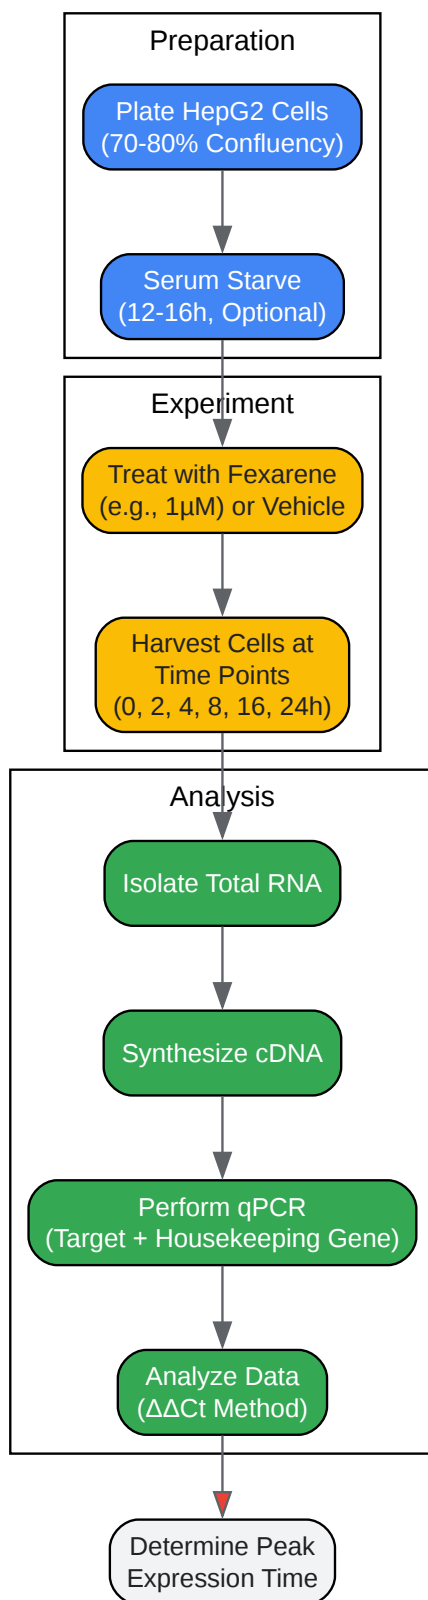 Preparation
Plate HepG2 Cells
(70-80% Confluency)
Serum Starve
(12-16h, Optional)
Experiment
Treat with Fexarene
(e.g., 1µM) or Vehicle
Harvest Cells at
Time Points
(0, 2, 4, 8, 16, 24h)
Analysis
Isolate Total RNA
Synthesize cDNA
Perform qPCR
(Target + Housekeeping Gene)
Analyze Data
(ΔΔCt Method)
Determine Peak
Expression Time